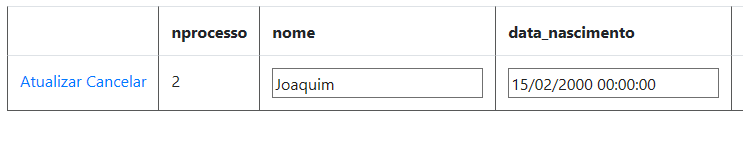 nprocesso nome data_nascimento
Atualizar Cancelar 2 Joaquim 15/02/2000 00:00:00